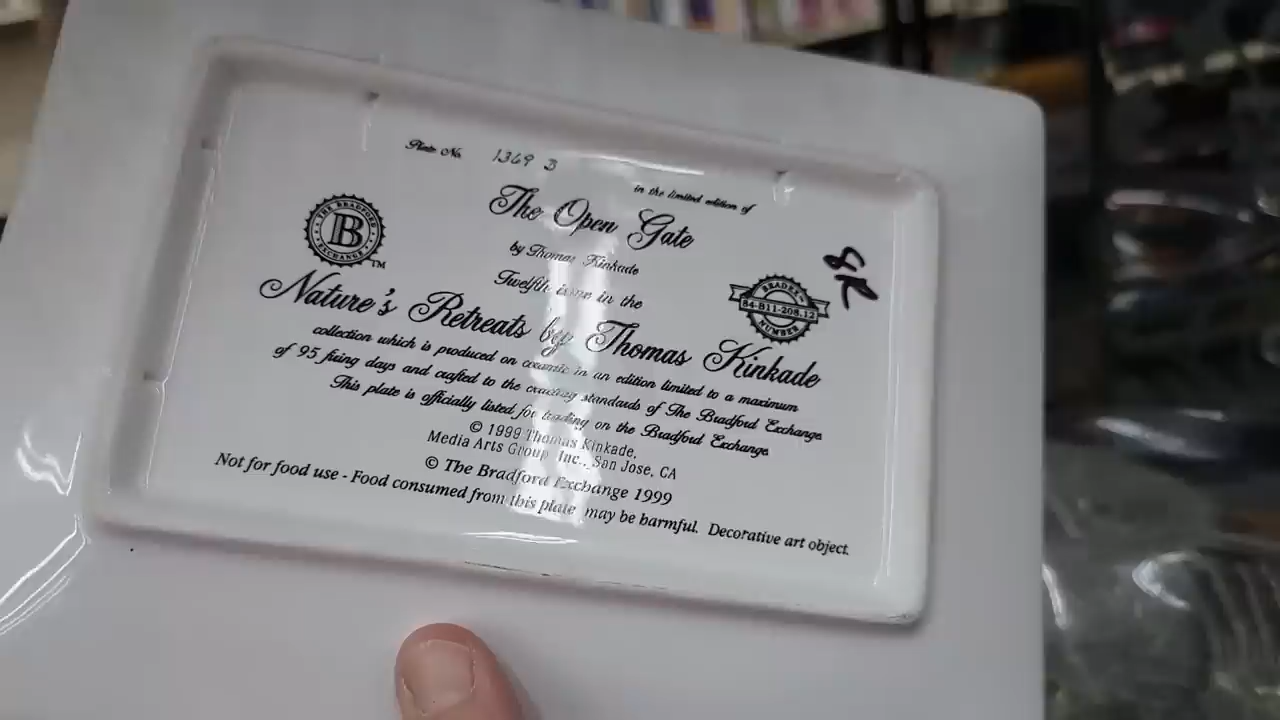 Plate No. 1369 B
in the limited edition of
The Open Gate
by Thomas Kinkade
Twelfth issue in the
Nature's Retreats by Thomas Kinkade
collection which is produced on ceramic in an edition limited to a maximum
of 95 firing days and crafted to the exacting standards of The Bradford Exchange.
This plate is officially listed for trading on the Bradford Exchange.
© 1999 Thomas Kinkade,
Media Arts Group Inc., San Jose, CA
© The Bradford Exchange 1999
Not for food use - Food consumed from this plate may be harmful. Decorative art object.
THE BRADFORD
B
EXCHANGE
TM
BRADEX™
84-B11-208.12
NUMBER
SK